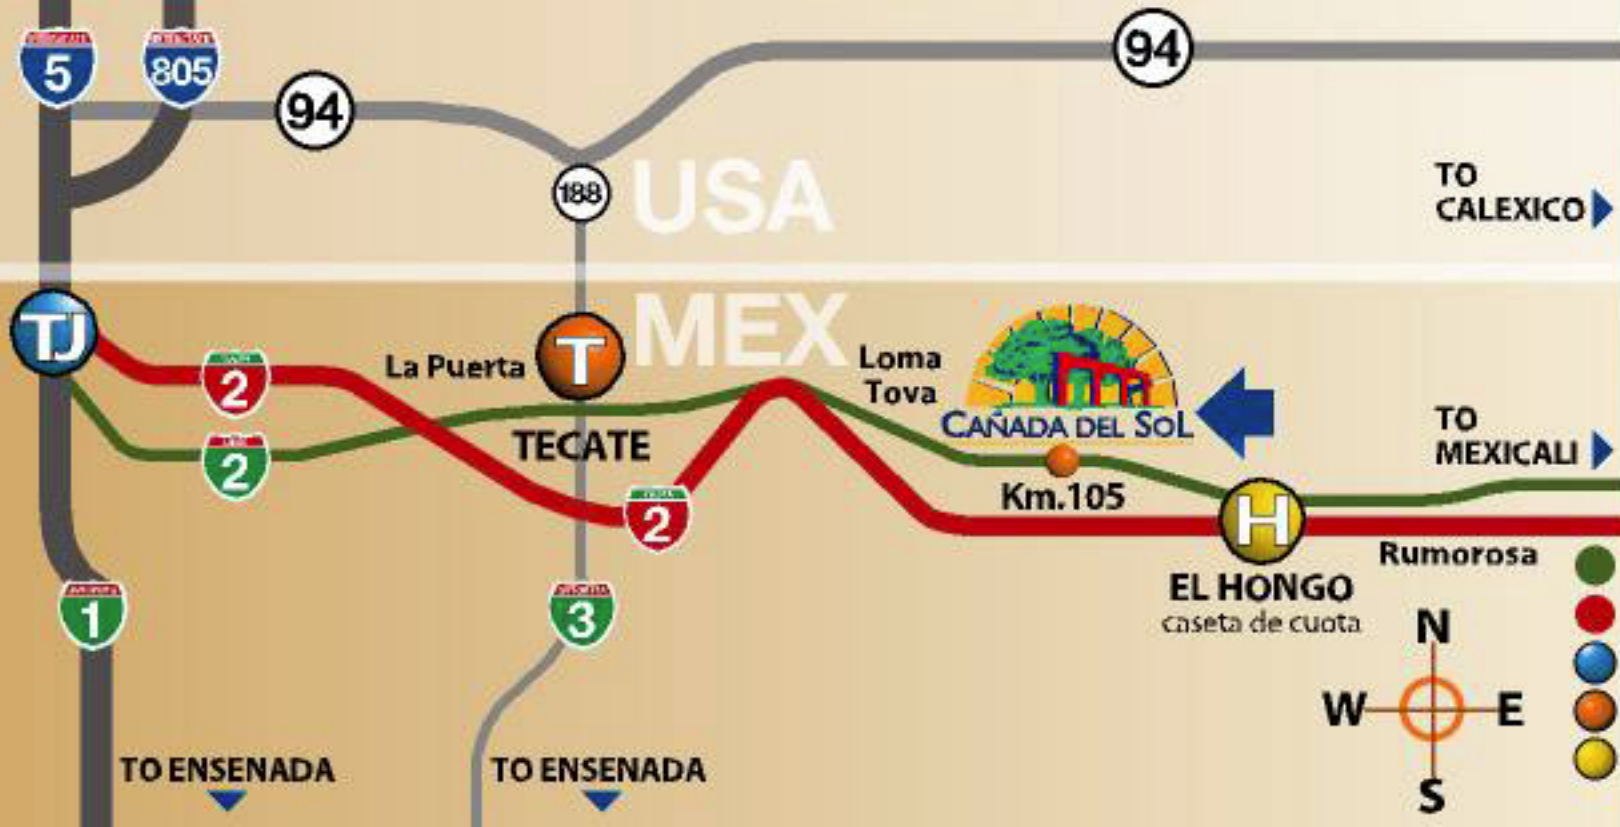 5
805
94
94
188
USA
TO
CALEXICO
MEX
TJ
2
La Puerta
T
Loma
Tova
CAÑADA DEL SOL
2
TECATE
TO
MEXICALI
Km.105
2
H
Rumorosa
EL HONGO
caseta de cuota
1
3
N
W
E
S
TO ENSENADA
TO ENSENADA